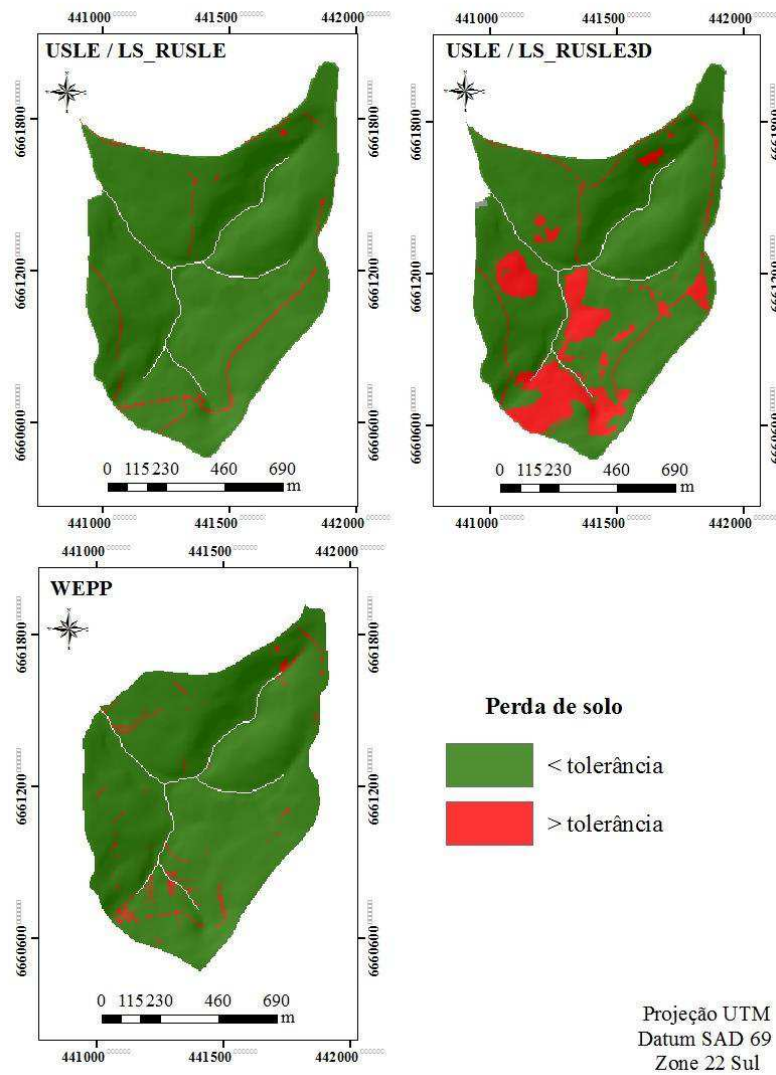 441000 441500 442000
441000 441500 442000
USLE / LS_RUSLE
USLE / LS_RUSLE3D
6661800
6661800
6661800
6661800
6661200
6661200
6661200
6661200
6660600
6660600
6660600
6660600
0 115 230 460 690
m
0 115 230 460 690
m
441000 441500 442000
441000 441500 442000
441000 441500 442000
WEPP
6661800
6661800
6661200
6661200
6660600
6660600
Perda de solo
< tolerância
> tolerância
0 115 230 460 690
m
441000 441500 442000
Projeção UTM
Datum SAD 69
Zone 22 Sul